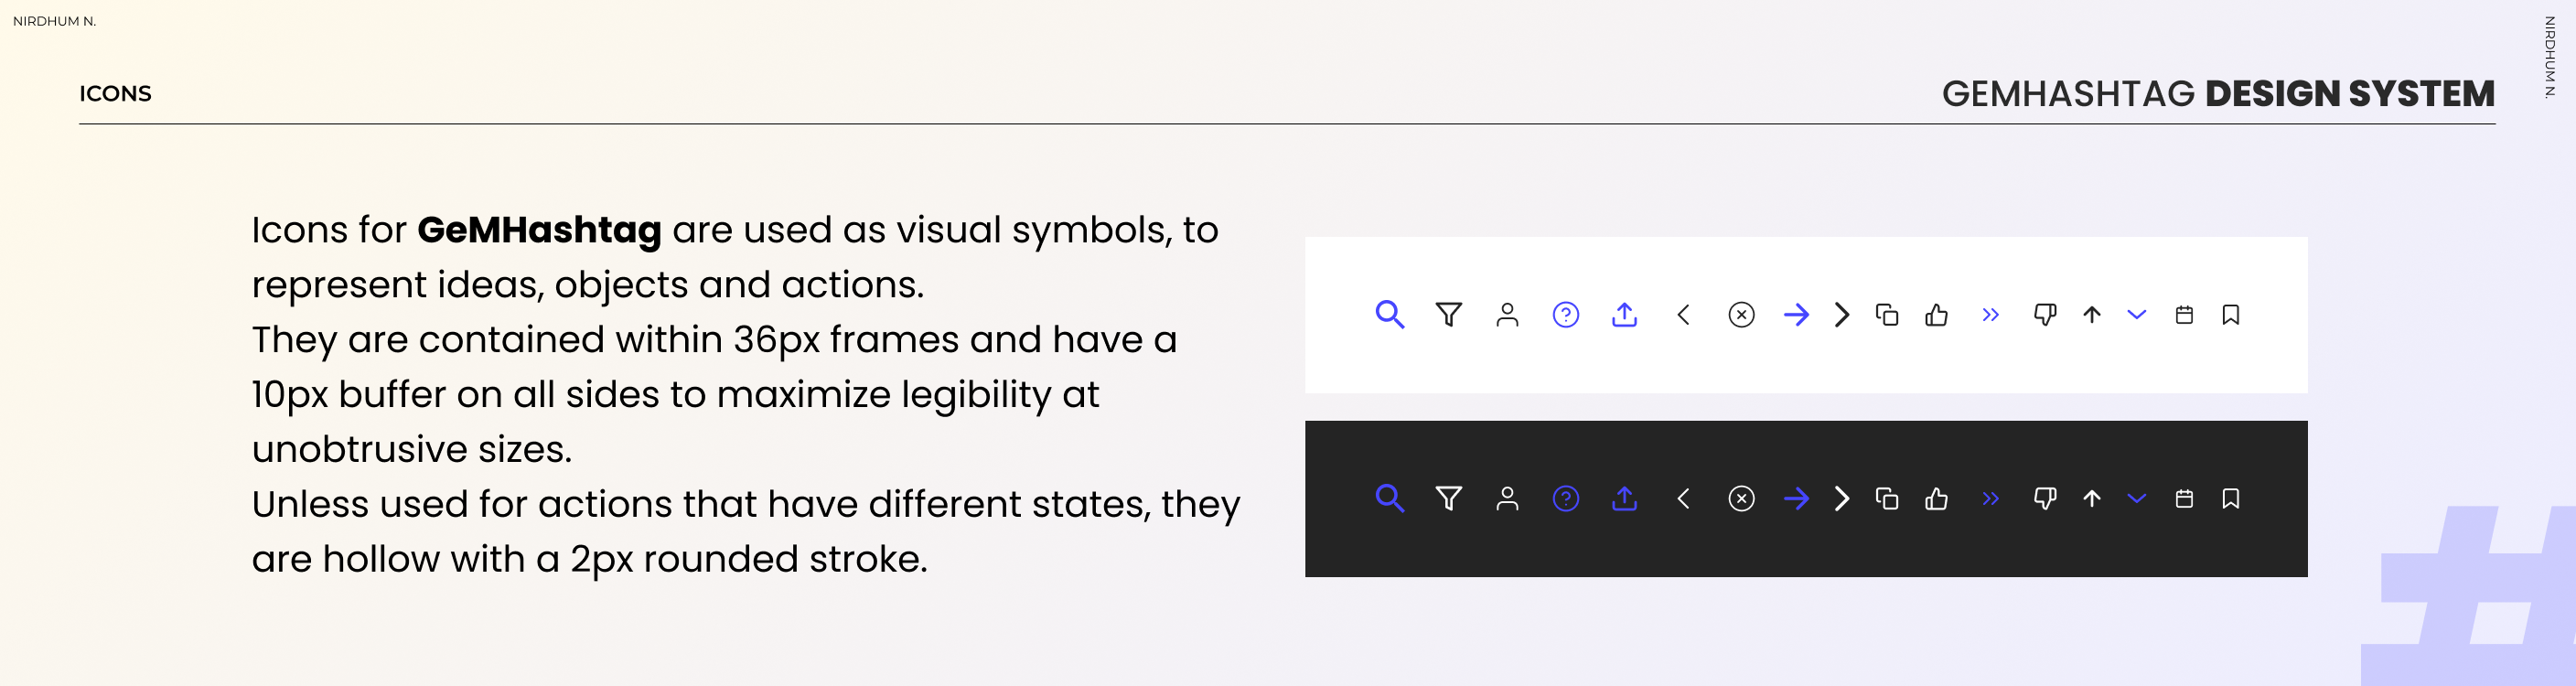 NIRDHUM N.
NIRDHUM N.
ICONS
GEMHASHTAG DESIGN SYSTEM
Icons for GeMHashtag are used as visual symbols, to
represent ideas, objects and actions.
They are contained within 36px frames and have a
10px buffer on all sides to maximize legibility at
unobtrusive sizes.
Unless used for actions that have different states, they
are hollow with a 2px rounded stroke.
#